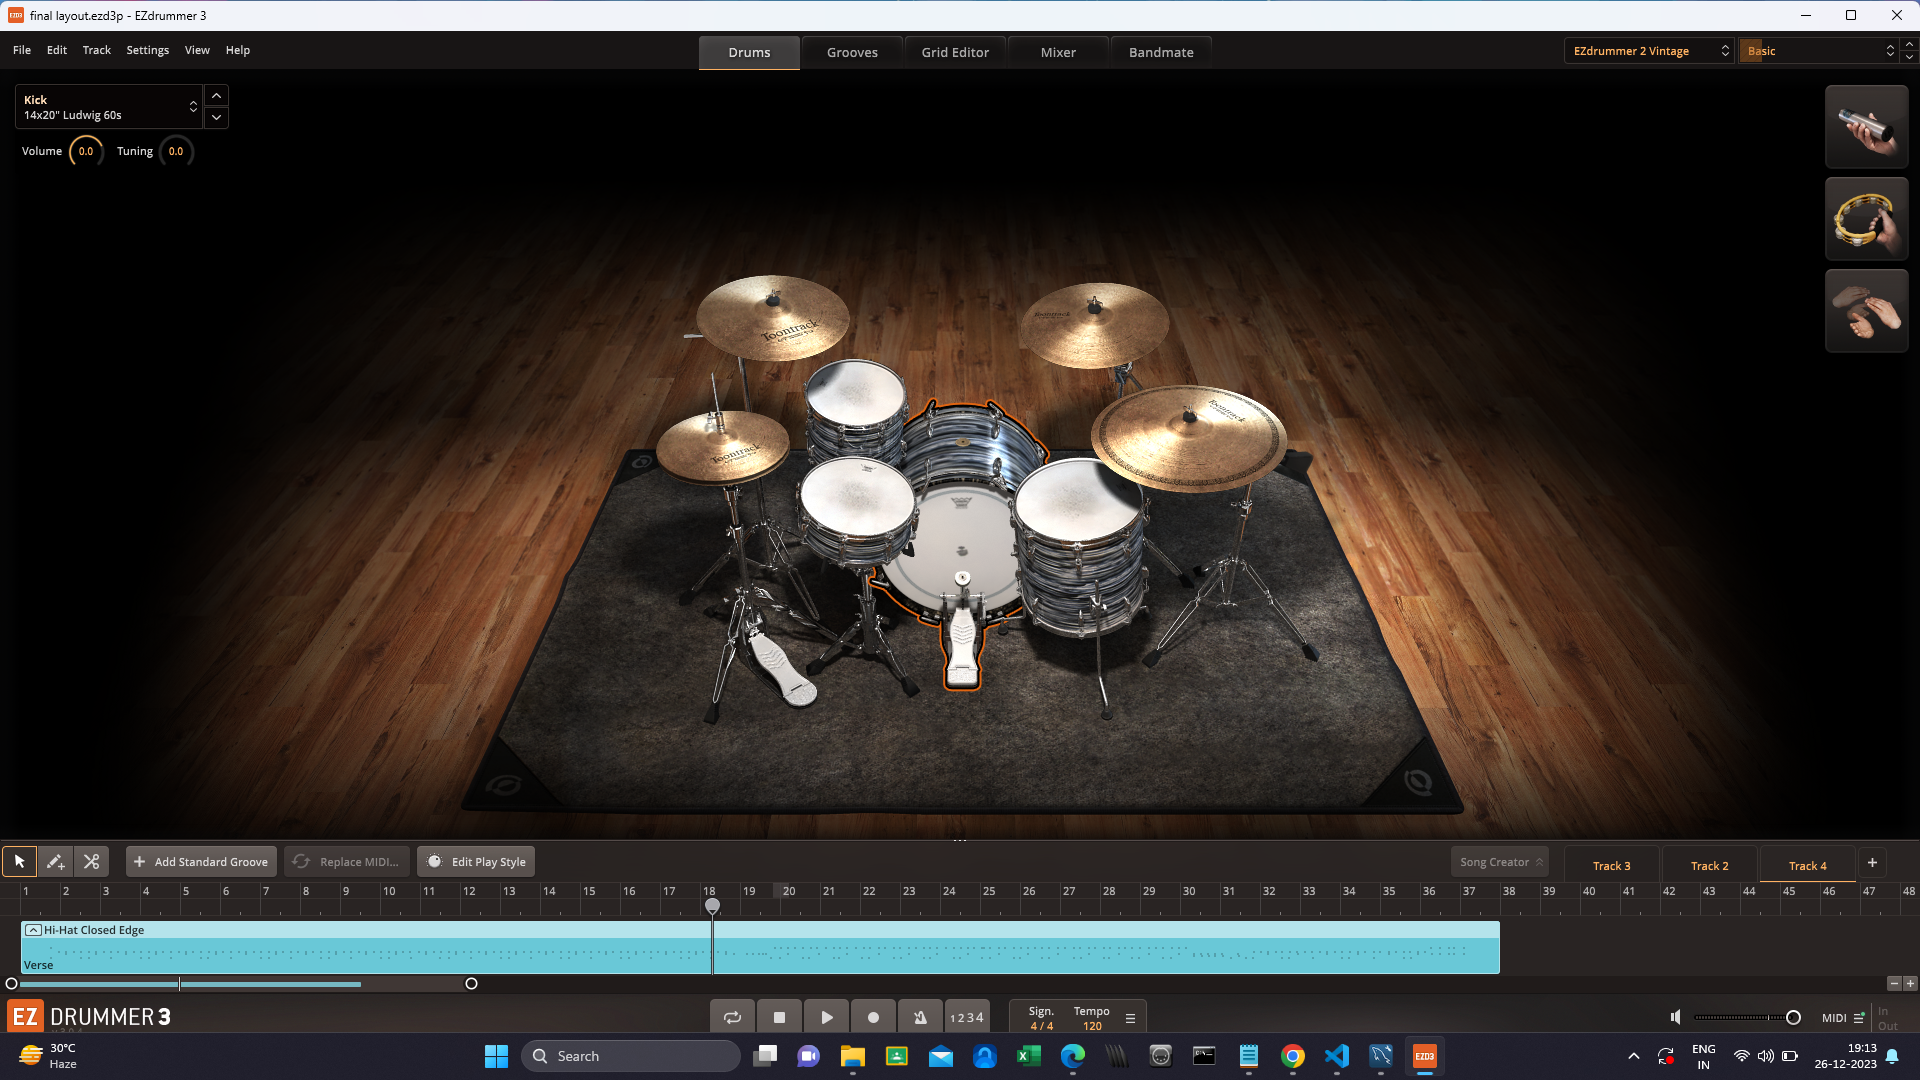 final layout.ezd3p - EZdrummer 3
File Edit Track Settings View Help
Drums Grooves Grid Editor Mixer Bandmate
EZdrummer 2 Vintage Basic
Kick
14x20" Ludwig 60s
Volume 0.0 Tuning 0.0
Toontrack
Toontrack
Toontrack
Toontrack
Add Standard Groove Replace MIDI... Edit Play Style Song Creator Track 3 Track 2 Track 4 +
1 2 3 4 5 6 7 8 9 10 11 12 13 14 15 16 17 18 19 20 21 22 23 24 25 26 27 28 29 30 31 32 33 34 35 36 37 38 39 40 41 42 43 44 45 46 47 48
Hi-Hat Closed Edge
Verse
EZ DRUMMER 3
1234
Sign. Tempo
4 / 4 120
MIDI In
Out
30°C
Haze
Search
EZD3
ENG
IN
19:13
26-12-2023